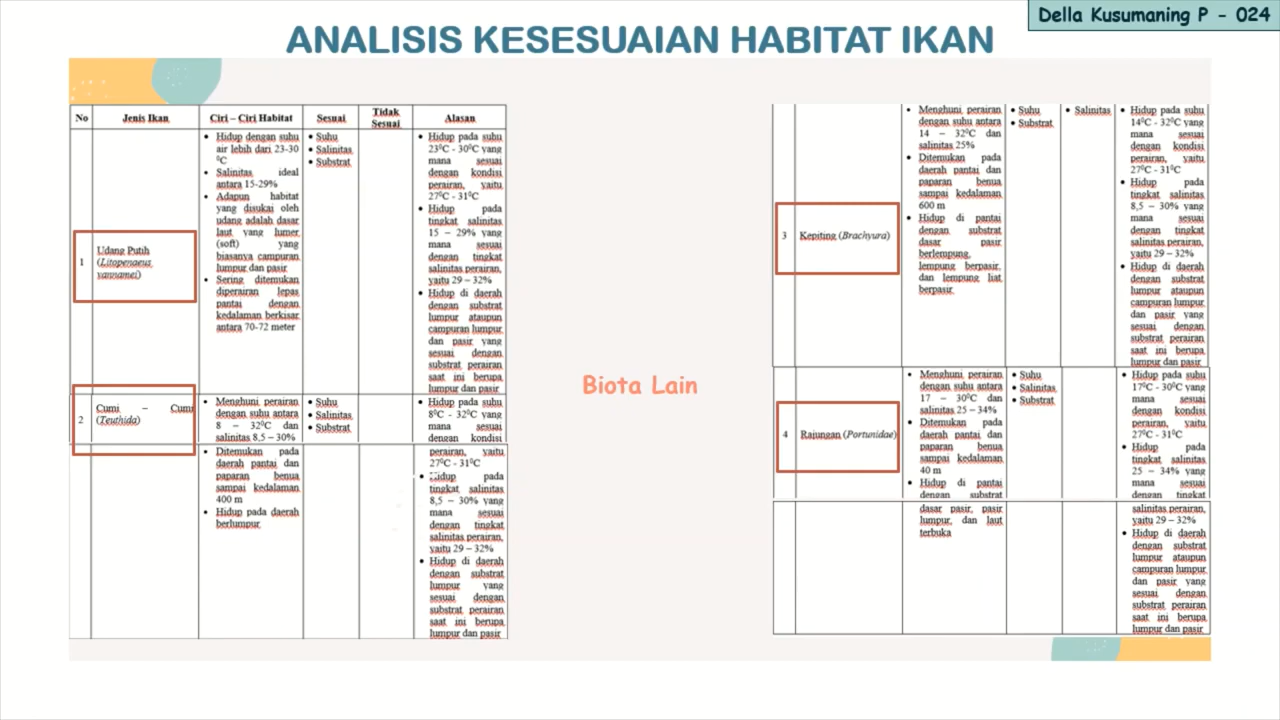 Della Kusumaning P - 024
ANALISIS KESESUAIAN HABITAT IKAN
No
Jenis Ikan
Ciri – Ciri Habitat
Sesuai
Tidak
Sesuai
Alasan
1
Udang Putih
(Litopenaeus
vannamei)
• Hidup dengan suhu
air lebih dari 23-30
⁰C
• Salinitas ideal
antara 15-29%
• Adapun habitat
yang disukai oleh
udang adalah dasar
laut yang lumer
(soft) yang
biasanya campuran
lumpur dan pasir
• Sering ditemukan
diperairan lepas
pantai dengan
kedalaman berkisar
antara 70-72 meter
• Suhu
• Salinitas
• Substrat
• Hidup pada suhu
23⁰C - 30⁰C yang
mana sesuai
dengan kondisi
perairan, yaitu
27⁰C - 31⁰C
• Hidup pada
tingkat salinitas
15 – 29% yang
mana sesuai
dengan tingkat
salinitas perairan,
yaitu 29 – 32%
• Hidup di daerah
dengan substrat
lumpur ataupun
campuran lumpur
dan pasir yang
sesuai dengan
substrat perairan
saat ini berupa
lumpur dan pasir
2
Cumi – Cumi
(Teuthida)
• Menghuni perairan
dengan suhu antara
8 – 32⁰C dan
salinitas 8,5 – 30%
• Ditemukan pada
daerah pantai dan
paparan benua
sampai kedalaman
400 m
• Hidup pada daerah
berlumpur
• Suhu
• Salinitas
• Substrat
• Hidup pada suhu
8⁰C - 32⁰C yang
mana sesuai
dengan kondisi
perairan, yaitu
27⁰C - 31⁰C
• Hidup pada
tingkat salinitas
8,5 – 30% yang
mana sesuai
dengan tingkat
salinitas perairan,
yaitu 29 – 32%
• Hidup di daerah
dengan substrat
lumpur yang
sesuai dengan
substrat perairan
saat ini berupa
lumpur dan pasir
Biota Lain
3
Kepiting (Brachyura)
• Menghuni perairan
dengan suhu antara
14 – 32⁰C dan
salinitas 25%
• Ditemukan pada
daerah pantai dan
paparan benua
sampai kedalaman
600 m
• Hidup di pantai
dengan substrat
dasar pasir
berlempung,
lempung berpasir,
dan lempung liat
berpasir
• Suhu
• Substrat
• Salinitas
• Hidup pada suhu
14⁰C - 32⁰C yang
mana sesuai
dengan kondisi
perairan, yaitu
27⁰C - 31⁰C
• Hidup pada
tingkat salinitas
8,5 – 30% yang
mana sesuai
dengan tingkat
salinitas perairan,
yaitu 29 – 32%
• Hidup di daerah
dengan substrat
lumpur ataupun
campuran lumpur
dan pasir yang
sesuai dengan
substrat perairan
saat ini berupa
lumpur dan pasir
4
Rajungan (Portunidae)
• Menghuni perairan
dengan suhu antara
17 – 30⁰C dan
salinitas 25 – 34%
• Ditemukan pada
daerah pantai dan
paparan benua
sampai kedalaman
40 m
• Hidup di pantai
dengan substrat
dasar pasir, pasir
lumpur, dan laut
terbuka
• Suhu
• Salinitas
• Substrat
• Hidup pada suhu
17⁰C - 30⁰C yang
mana sesuai
dengan kondisi
perairan, yaitu
27⁰C - 31⁰C
• Hidup pada
tingkat salinitas
25 – 34% yang
mana sesuai
dengan tingkat
salinitas perairan,
yaitu 29 – 32%
• Hidup di daerah
dengan substrat
lumpur ataupun
campuran lumpur
dan pasir yang
sesuai dengan
substrat perairan
saat ini berupa
lumpur dan pasir